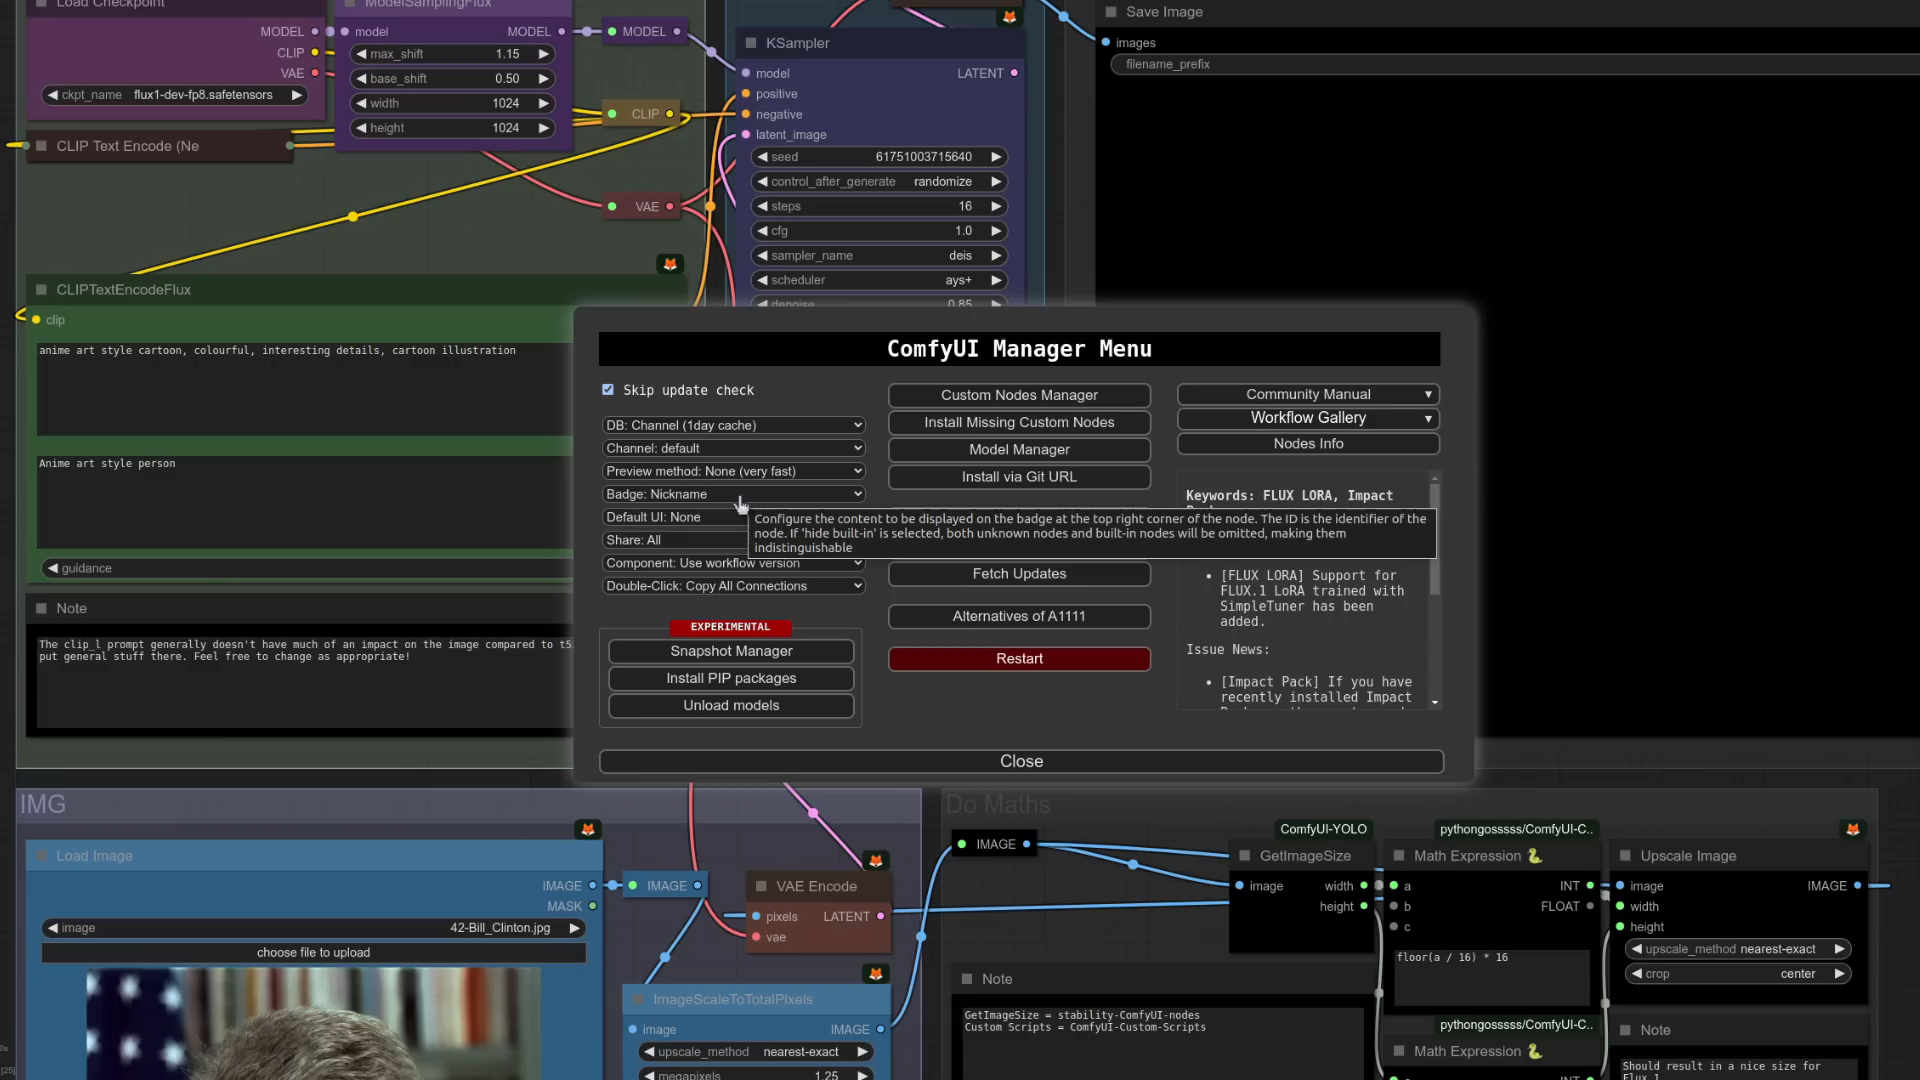 Load Checkpoint
MODEL
CLIP
VAE
ckpt_name flux1-dev-fp8.safetensors
ModelSamplingFlux
model MODEL
max_shift 1.15
base_shift 0.50
width 1024
height 1024
MODEL
CLIP
VAE
CLIP Text Encode (Ne
KSampler
model LATENT
positive
negative
latent_image
seed 61751003715640
control_after_generate randomize
steps 16
cfg 1.0
sampler_name deis
scheduler ays+
denoise 0.85
Save Image
images
filename_prefix
CLIPTextEncodeFlux
clip
anime art style cartoon, colourful, interesting details, cartoon illustration
Anime art style person
guidance
Note
The clip_l prompt generally doesn't have much of an impact on the image compared to t5
put general stuff there. Feel free to change as appropriate!
ComfyUI Manager Menu
Skip update check
DB: Channel (1day cache)
Channel: default
Preview method: None (very fast)
Badge: Nickname
Default UI: None
Share: All
Component: Use workflow version
Double-Click: Copy All Connections
EXPERIMENTAL
Snapshot Manager
Install PIP packages
Unload models
Custom Nodes Manager
Install Missing Custom Nodes
Model Manager
Install via Git URL
Configure the content to be displayed on the badge at the top right corner of the node. The ID is the identifier of the
node. If 'hide built-in' is selected, both unknown nodes and built-in nodes will be omitted, making them
indistinguishable
Fetch Updates
Alternatives of A1111
Restart
Community Manual
Workflow Gallery
Nodes Info
Keywords: FLUX LORA, Impact
[FLUX LORA] Support for
FLUX.1 LoRA trained with
SimpleTuner has been
added.
Issue News:
[Impact Pack] If you have
recently installed Impact
Close
IMG
Load Image
IMAGE
MASK
image 42-Bill_Clinton.jpg
choose file to upload
IMAGE
VAE Encode
pixels LATENT
vae
ImageScaleToTotalPixels
image IMAGE
upscale_method nearest-exact
megapixels 1.25
Do Maths
IMAGE
ComfyUI-YOLO
GetImageSize
image width
height
Note
GetImageSize = stability-ComfyUI-nodes
Custom Scripts = ComfyUI-Custom-Scripts
pythongosssss/ComfyUI-C..
Math Expression
a INT
b FLOAT
c
floor(a / 16) * 16
pythongosssss/ComfyUI-C..
Math Expression
Upscale Image
image IMAGE
width
height
upscale_method nearest-exact
crop center
Note
Should result in a nice size for
Flux.1